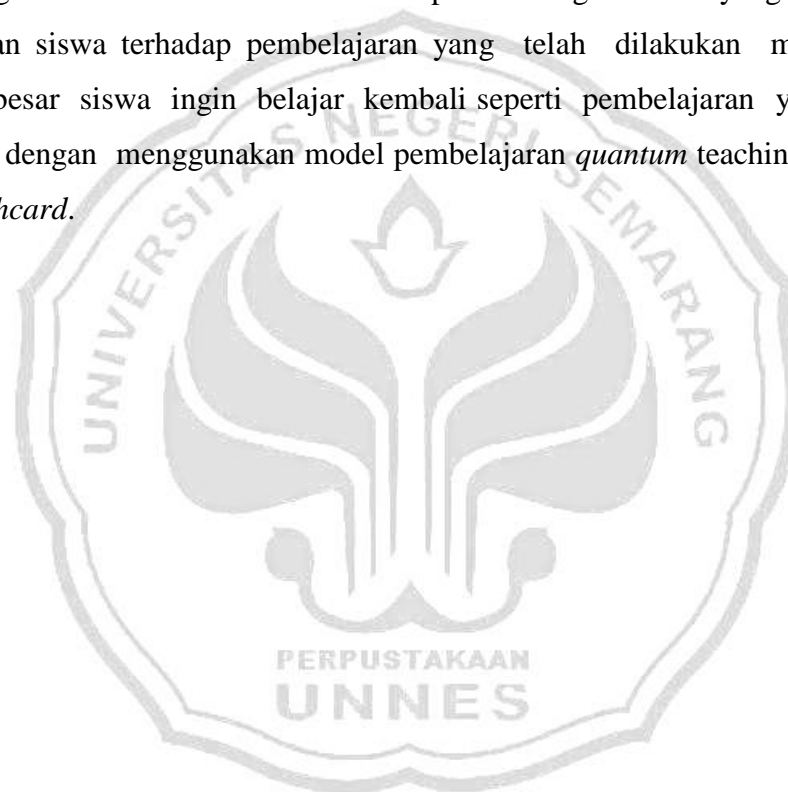 an siswa terhadap pembelajaran yang telah dilakukan m
besar siswa ingin belajar kembali seperti pembelajaran y
dengan menggunakan model pembelajaran quantum teachin
hcard.
UNIVERSITAS NEGERI SEMARANG
PERPUSTAKAAN
UNNES